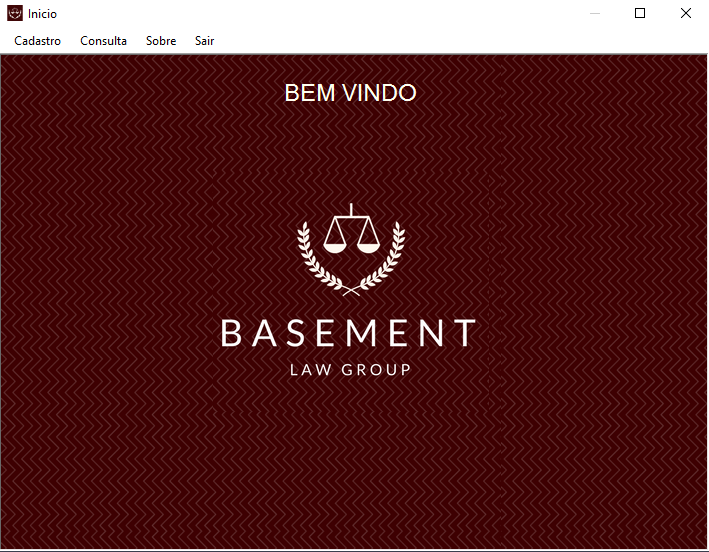 Inicio
Cadastro Consulta Sobre Sair
BEM VINDO
BASEMENT
LAW GROUP